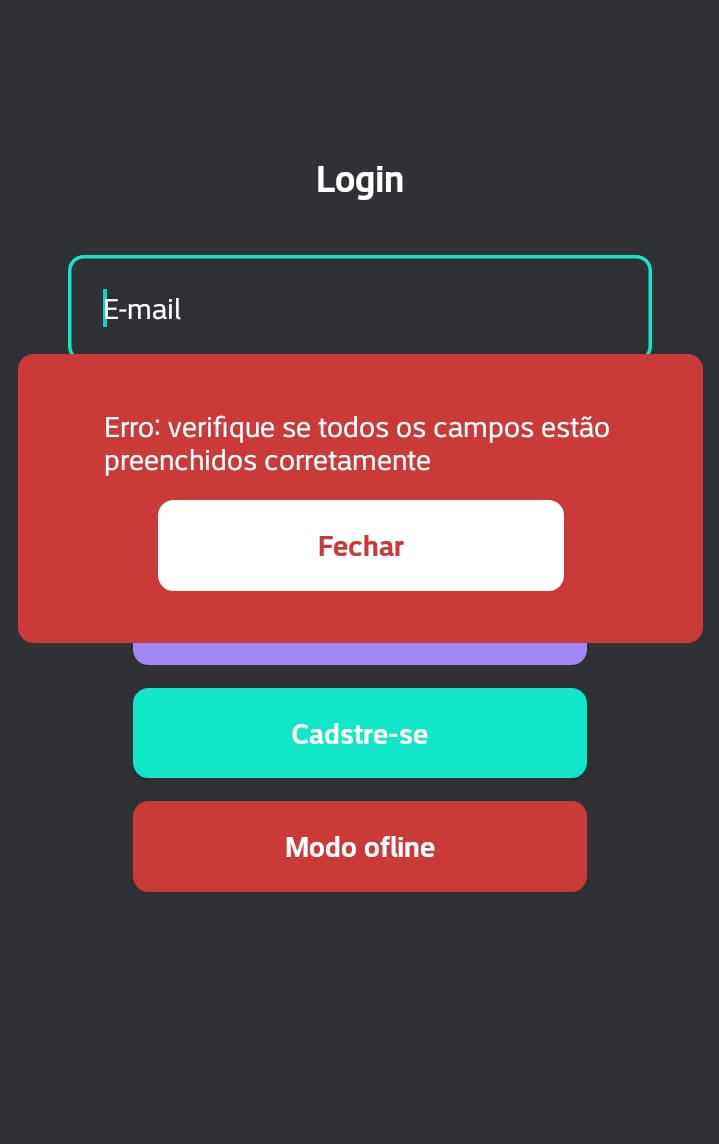 Login
E-mail
Erro: verifique se todos os campos estão
preenchidos corretamente
Fechar
Cadstre-se
Modo ofline